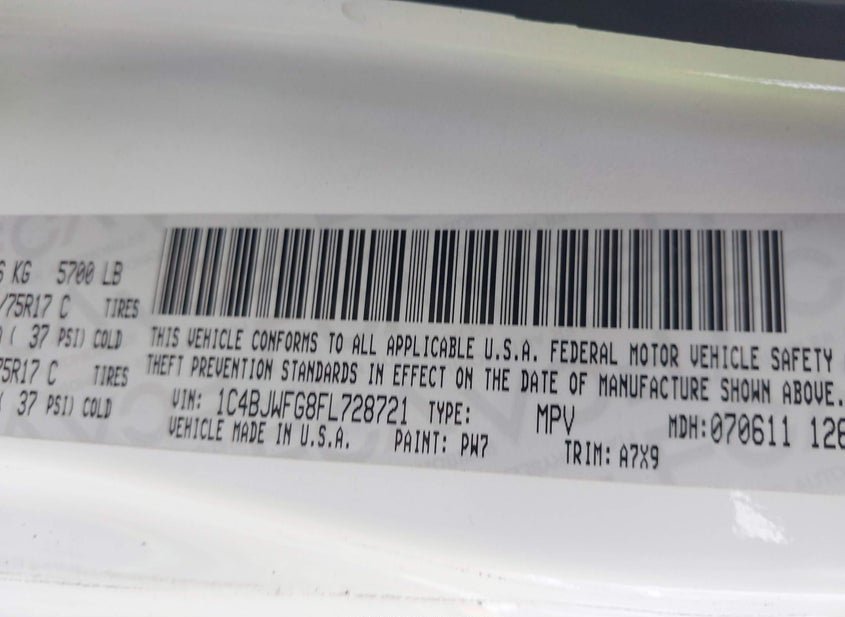 6 KG 5700 LB
/75R17 C TIRES
( 37 PSI) COLD
75R17 C TIRES
( 37 PSI) COLD
THIS VEHICLE CONFORMS TO ALL APPLICABLE U.S.A. FEDERAL MOTOR VEHICLE SAFETY
THEFT PREVENTION STANDARDS IN EFFECT ON THE DATE OF MANUFACTURE SHOWN ABOVE.
VIN: 1C4BJWFG8FL728721 TYPE: MPV MDH:070611 126
VEHICLE MADE IN U.S.A. PAINT: PW7 TRIM: A7X9